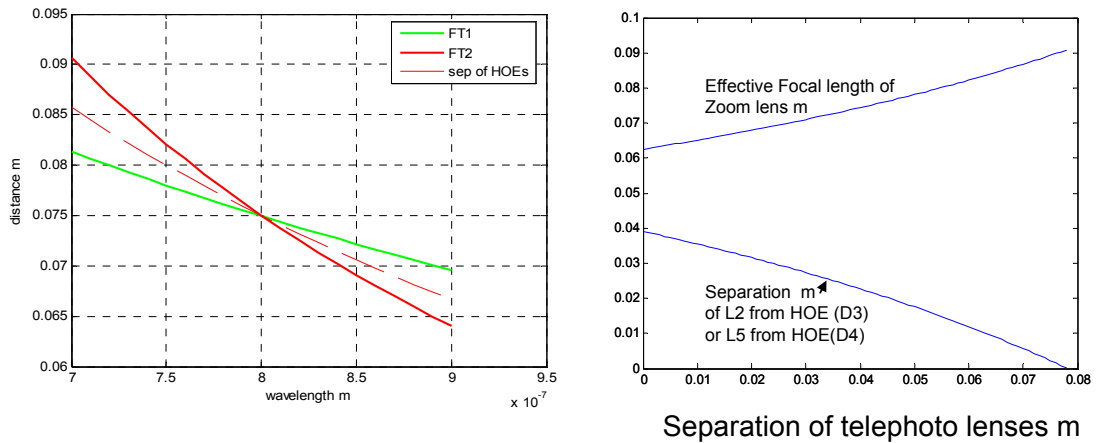 0.095
0.09
0.085
0.08
0.075
0.07
0.065
0.06
distance m
7
7.5
8
8.5
9
9.5
wavelength m
x 10-7
FT1
FT2
sep of HOEs
0.1
0.09
0.08
0.07
0.06
0.05
0.04
0.03
0.02
0.01
0
Effective Focal length of
Zoom lens m
Separation m
of L2 from HOE (D3)
or L5 from HOE(D4)
0
0.01
0.02
0.03
0.04
0.05
0.06
0.07
0.08
Separation of telephoto lenses m